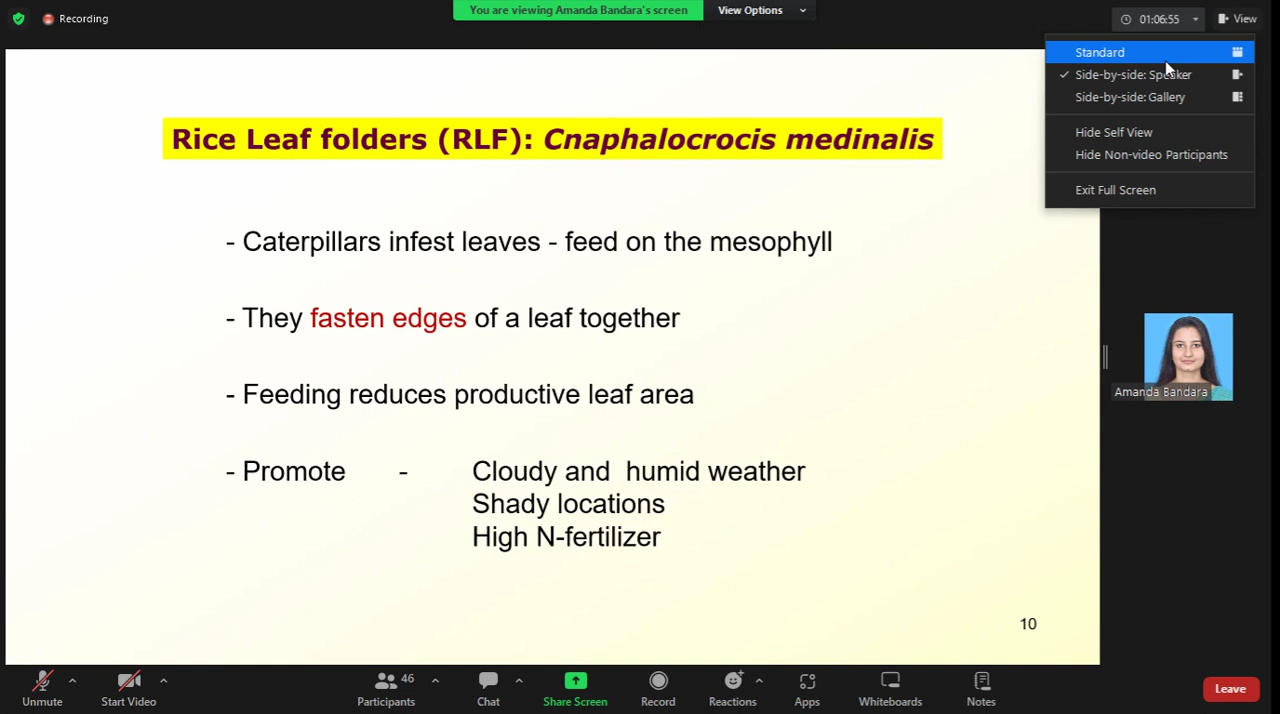 Recording
You are viewing Amanda Bandara's screen
View Options
01:06:55
View
Standard
Side-by-side: Speaker
Side-by-side: Gallery
Hide Self View
Hide Non-video Participants
Exit Full Screen
Rice Leaf folders (RLF): Cnaphalocrocis medinalis
- Caterpillars infest leaves - feed on the mesophyll
- They fasten edges of a leaf together
- Feeding reduces productive leaf area
- Promote - Cloudy and humid weather
Shady locations
High N-fertilizer
10
Amanda Bandara
Unmute
Start Video
46
Participants
Chat
Share Screen
Record
Reactions
Apps
Whiteboards
Notes
Leave